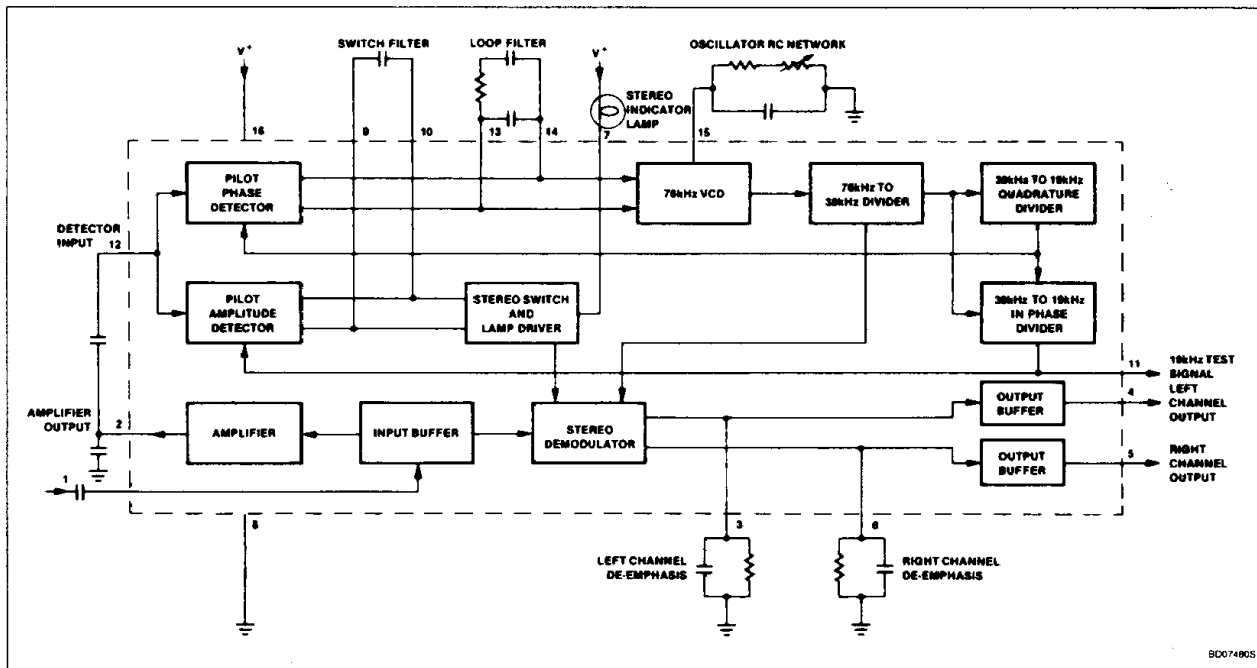 SWITCH FILTER
LOOP FILTER
OSCILLATOR RC NETWORK
V+
V+
STEREO
INDICATOR
LAMP
16
9
10
13
14
7
15
PILOT
PHASE
DETECTOR
76kHz VCO
76kHz TO
38kHz DIVIDER
38kHz TO 19kHz
QUADRATURE
DIVIDER
DETECTOR
INPUT
12
PILOT
AMPLITUDE
DETECTOR
STEREO SWITCH
AND
LAMP DRIVER
38kHz TO 19kHz
IN PHASE
DIVIDER
11
19kHz TEST
SIGNAL
AMPLIFIER
OUTPUT
2
AMPLIFIER
INPUT BUFFER
STEREO
DEMODULATOR
OUTPUT
BUFFER
4
LEFT
CHANNEL
OUTPUT
OUTPUT
BUFFER
5
RIGHT
CHANNEL
OUTPUT
1
8
3
6
LEFT CHANNEL
DE-EMPHASIS
RIGHT CHANNEL
DE-EMPHASIS
BD07480S